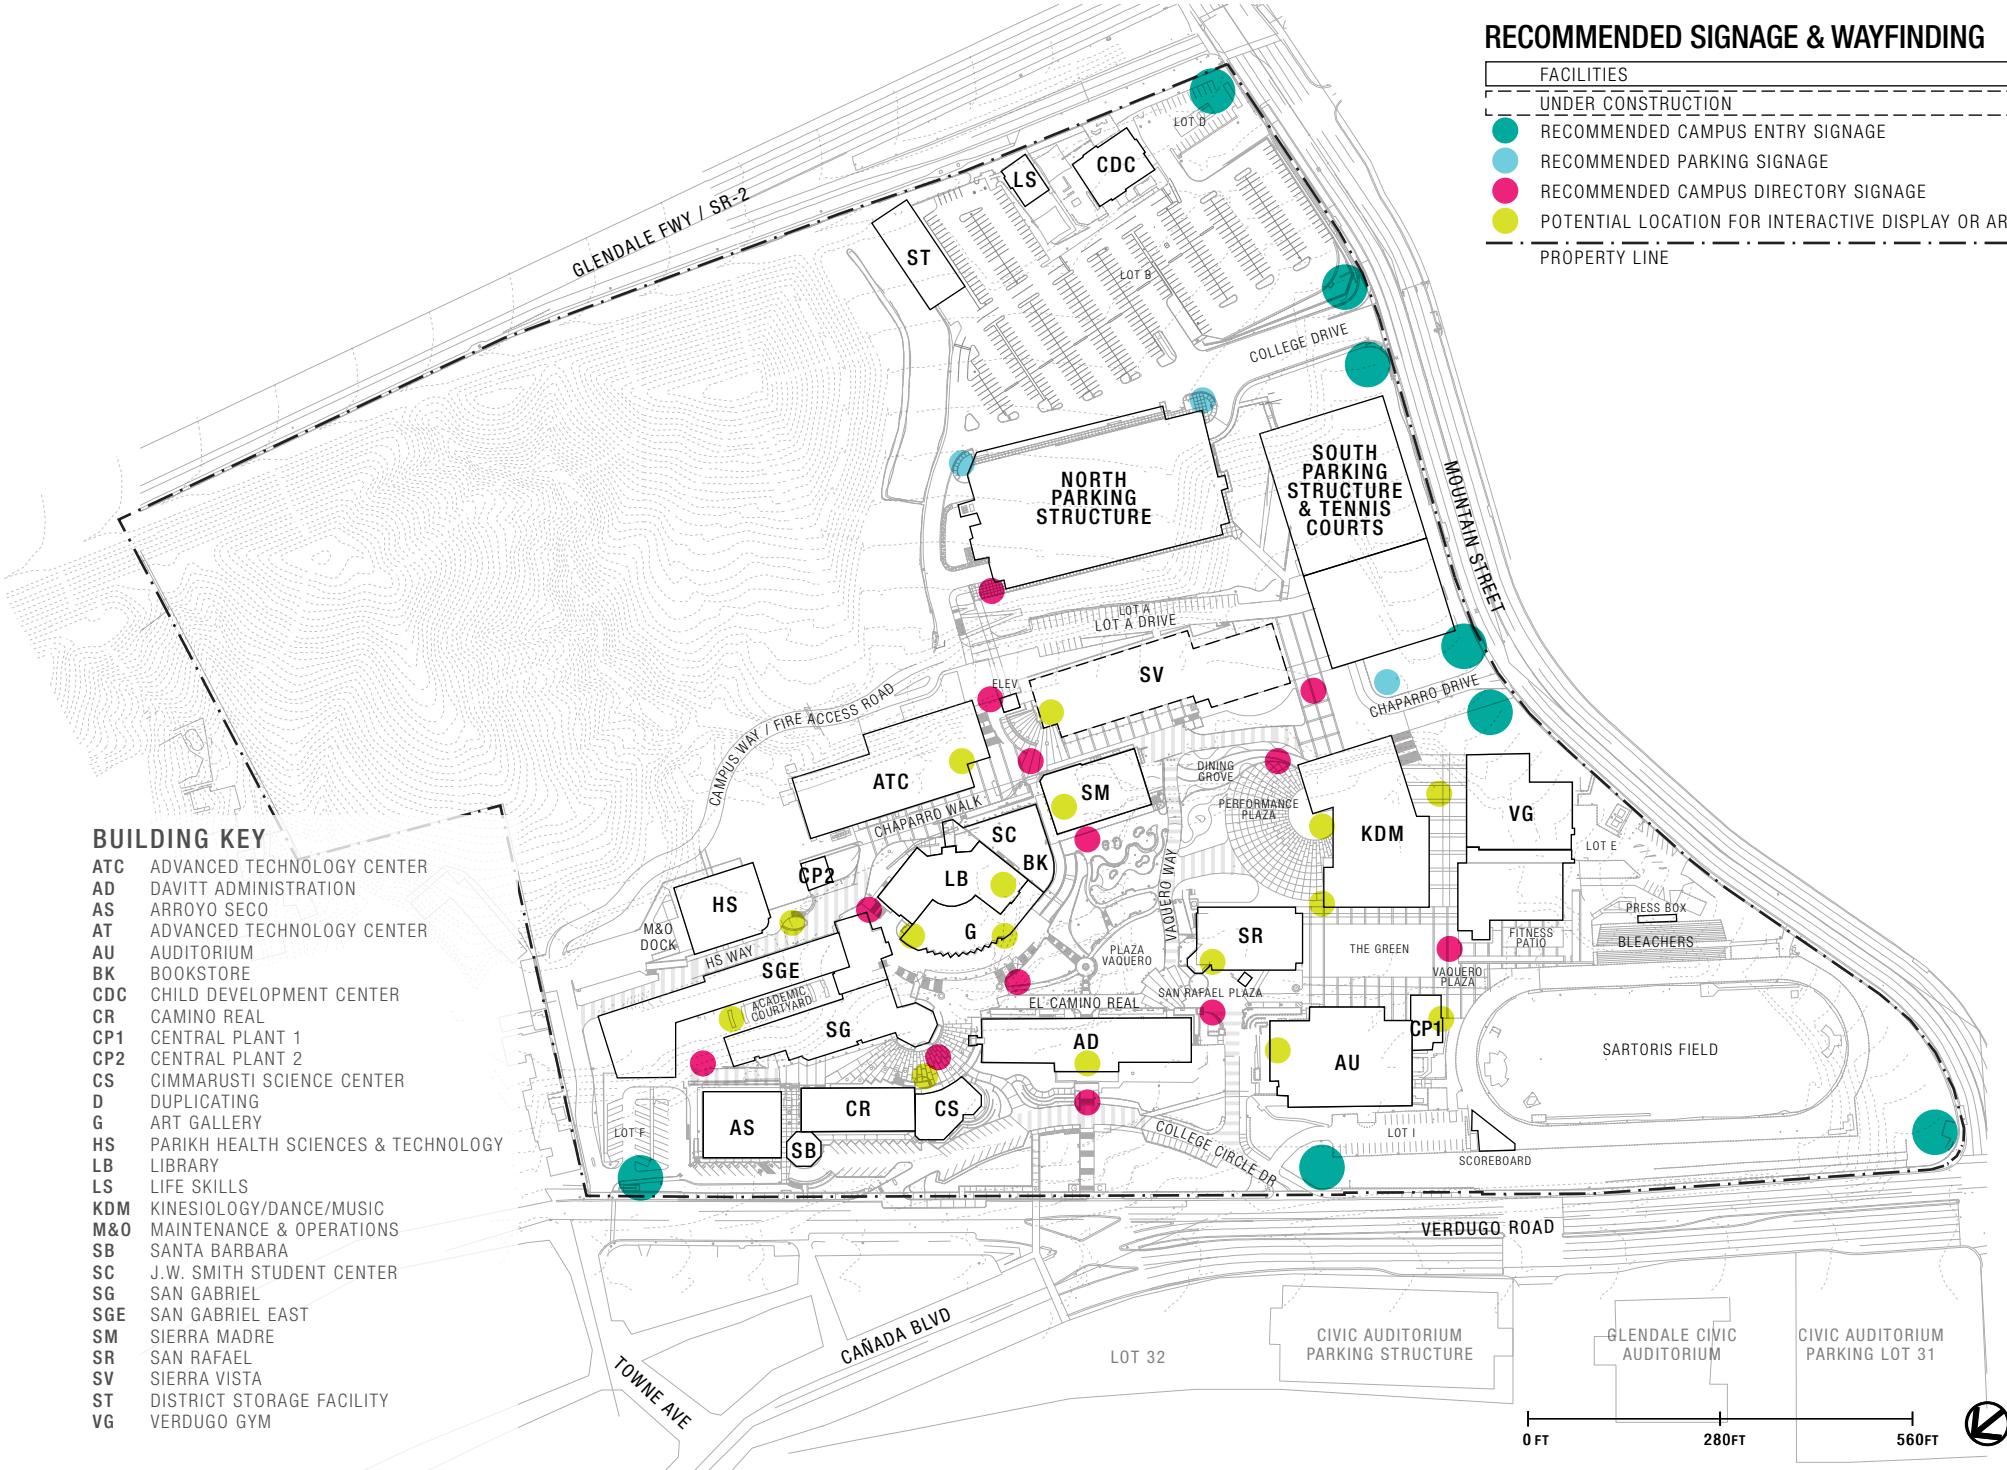 RECOMMENDED SIGNAGE & WAYFINDING
FACILITIES
UNDER CONSTRUCTION
RECOMMENDED CAMPUS ENTRY SIGNAGE
RECOMMENDED PARKING SIGNAGE
RECOMMENDED CAMPUS DIRECTORY SIGNAGE
POTENTIAL LOCATION FOR INTERACTIVE DISPLAY OR AR
PROPERTY LINE
LOT D
CDC
LS
GLENDALE FWY / SR-2
ST
LOT B
COLLEGE DRIVE
NORTH
PARKING
STRUCTURE
SOUTH
PARKING
STRUCTURE
& TENNIS
COURTS
MOUNTAIN STREET
LOT A
LOT A DRIVE
SV
ELEV
CHAPARRO DRIVE
CAMPUS WAY / FIRE ACCESS ROAD
ATC
CHAPARRO WALK
SM
DINING
GROVE
PERFORMANCE
PLAZA
KDM
VG
LOT E
SC
BK
LB
G
CP2
HS
M&O
DOCK
HS WAY
SGE
ACADEMIC
COURTYARD
SG
VAQUERO WAY
PLAZA
VAQUERO
SR
THE GREEN
PRESS BOX
BLEACHERS
FITNESS
PATIO
VAQUERO
PLAZA
EL CAMINO REAL
SAN RAFAEL PLAZA
AD
CP1
AU
SARTORIS FIELD
AS
CR
CS
SB
LOT F
COLLEGE CIRCLE DR
LOT I
SCOREBOARD
VERDUGO ROAD
CAÑADA BLVD
TOWNE AVE
LOT 32
CIVIC AUDITORIUM
PARKING STRUCTURE
GLENDALE CIVIC
AUDITORIUM
CIVIC AUDITORIUM
PARKING LOT 31
0 FT
280FT
560FT
BUILDING KEY
ATC ADVANCED TECHNOLOGY CENTER
AD DAVITT ADMINISTRATION
AS ARROYO SECO
AT ADVANCED TECHNOLOGY CENTER
AU AUDITORIUM
BK BOOKSTORE
CDC CHILD DEVELOPMENT CENTER
CR CAMINO REAL
CP1 CENTRAL PLANT 1
CP2 CENTRAL PLANT 2
CS CIMMARUSTI SCIENCE CENTER
D DUPLICATING
G ART GALLERY
HS PARIKH HEALTH SCIENCES & TECHNOLOGY
LB LIBRARY
LS LIFE SKILLS
KDM KINESIOLOGY/DANCE/MUSIC
M&O MAINTENANCE & OPERATIONS
SB SANTA BARBARA
SC J.W. SMITH STUDENT CENTER
SG SAN GABRIEL
SGE SAN GABRIEL EAST
SM SIERRA MADRE
SR SAN RAFAEL
SV SIERRA VISTA
ST DISTRICT STORAGE FACILITY
VG VERDUGO GYM